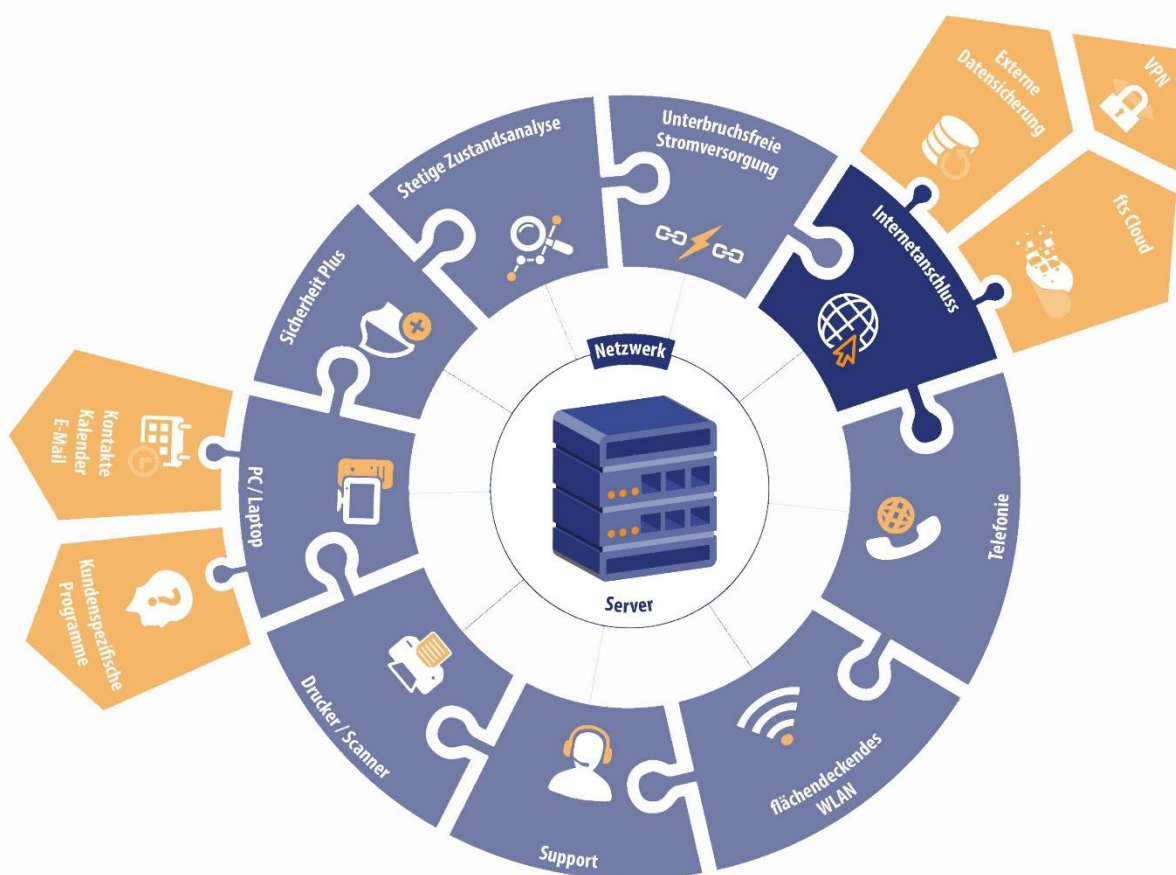 Externe
Datensicherung
VPN
fts Cloud
Unterbruchsfreie
Stromversorgung
Stetige Zustandsanalyse
Internetanschluss
Sicherheit Plus
Netzwerk
Kontakte
Kalender
E-Mail
PC / Laptop
Telefonie
Kundenspezifische
Programme
Server
Drucker / Scanner
flächendeckendes
WLAN
Support